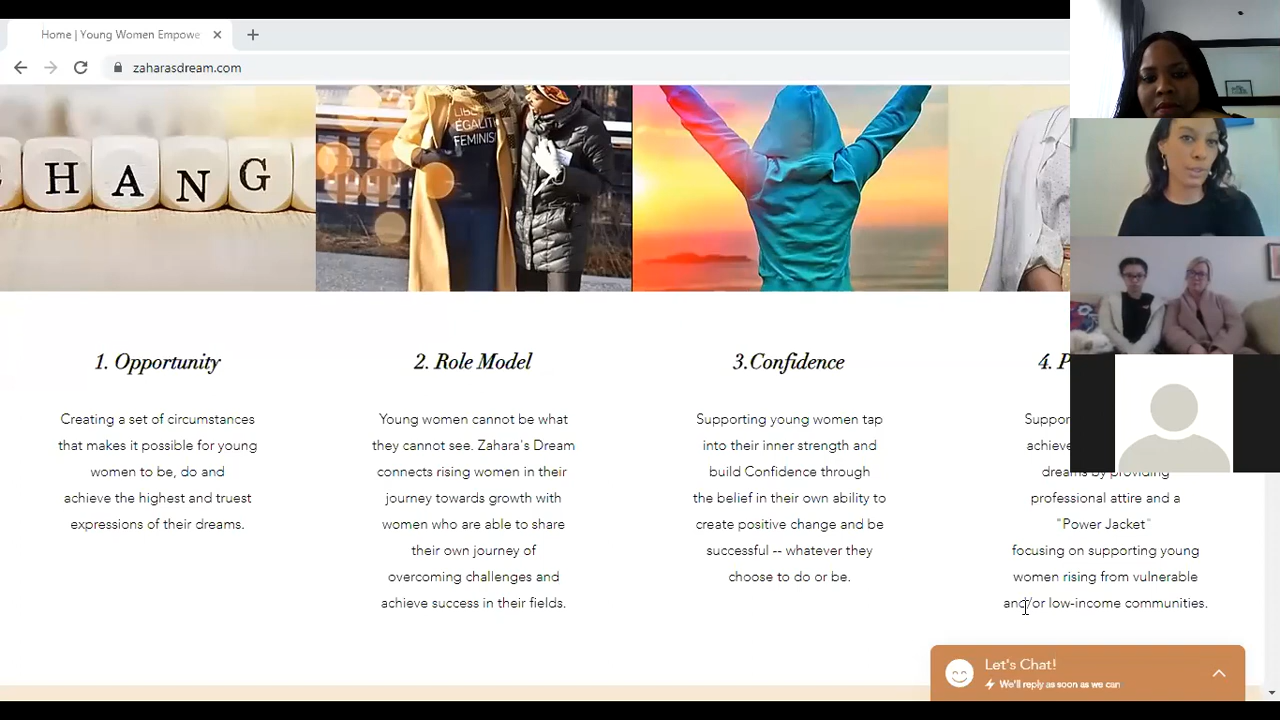 Home | Young Women Empowe
zaharasdream.com
HANG
LIBE
ÉGALIT
FEMINIS
1. Opportunity
Creating a set of circumstances
that makes it possible for young
women to be, do and
achieve the highest and truest
expressions of their dreams.
2. Role Model
Young women cannot be what
they cannot see. Zahara's Dream
connects rising women in their
journey towards growth with
women who are able to share
their own journey of
overcoming challenges and
achieve success in their fields.
3.Confidence
Supporting young women tap
into their inner strength and
build Confidence through
the belief in their own ability to
create positive change and be
successful -- whatever they
choose to do or be.
4. P
Suppor
achieve
dreams by providing
professional attire and a
"Power Jacket"
focusing on supporting young
women rising from vulnerable
and/or low-income communities.
Let's Chat!
We'll reply as soon as we can